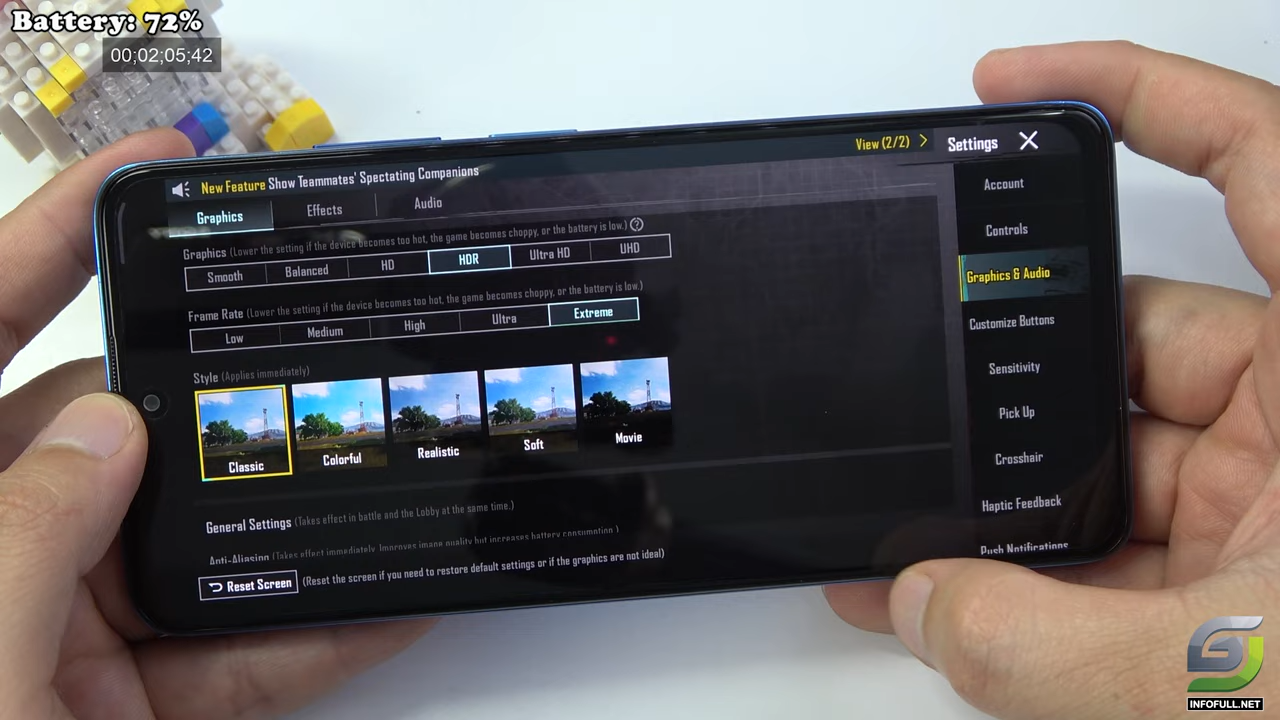 Battery: 72%
00;02;05;42
New Feature Show Teammates' Spectating Companions
View (2/2) >
Settings
Graphics
Effects
Audio
Graphics (Lower the setting if the device becomes too hot, the game becomes choppy, or the battery is low.) ?
Smooth
Balanced
HD
HDR
Ultra HD
UHD
Frame Rate (Lower the setting if the device becomes too hot, the game becomes choppy, or the battery is low.)
Low
Medium
High
Ultra
Extreme
Style (Applies immediately)
Classic
Colorful
Realistic
Soft
Movie
General Settings (Takes effect in battle and the Lobby at the same time.)
Anti-Aliasing (Takes effect immediately. Improves image quality but increases battery consumption.)
Reset Screen (Reset the screen if you need to restore default settings or if the graphics are not ideal)
Account
Controls
Graphics & Audio
Customize Buttons
Sensitivity
Pick Up
Crosshair
Haptic Feedback
Push Notifications
INFOFULL.NET